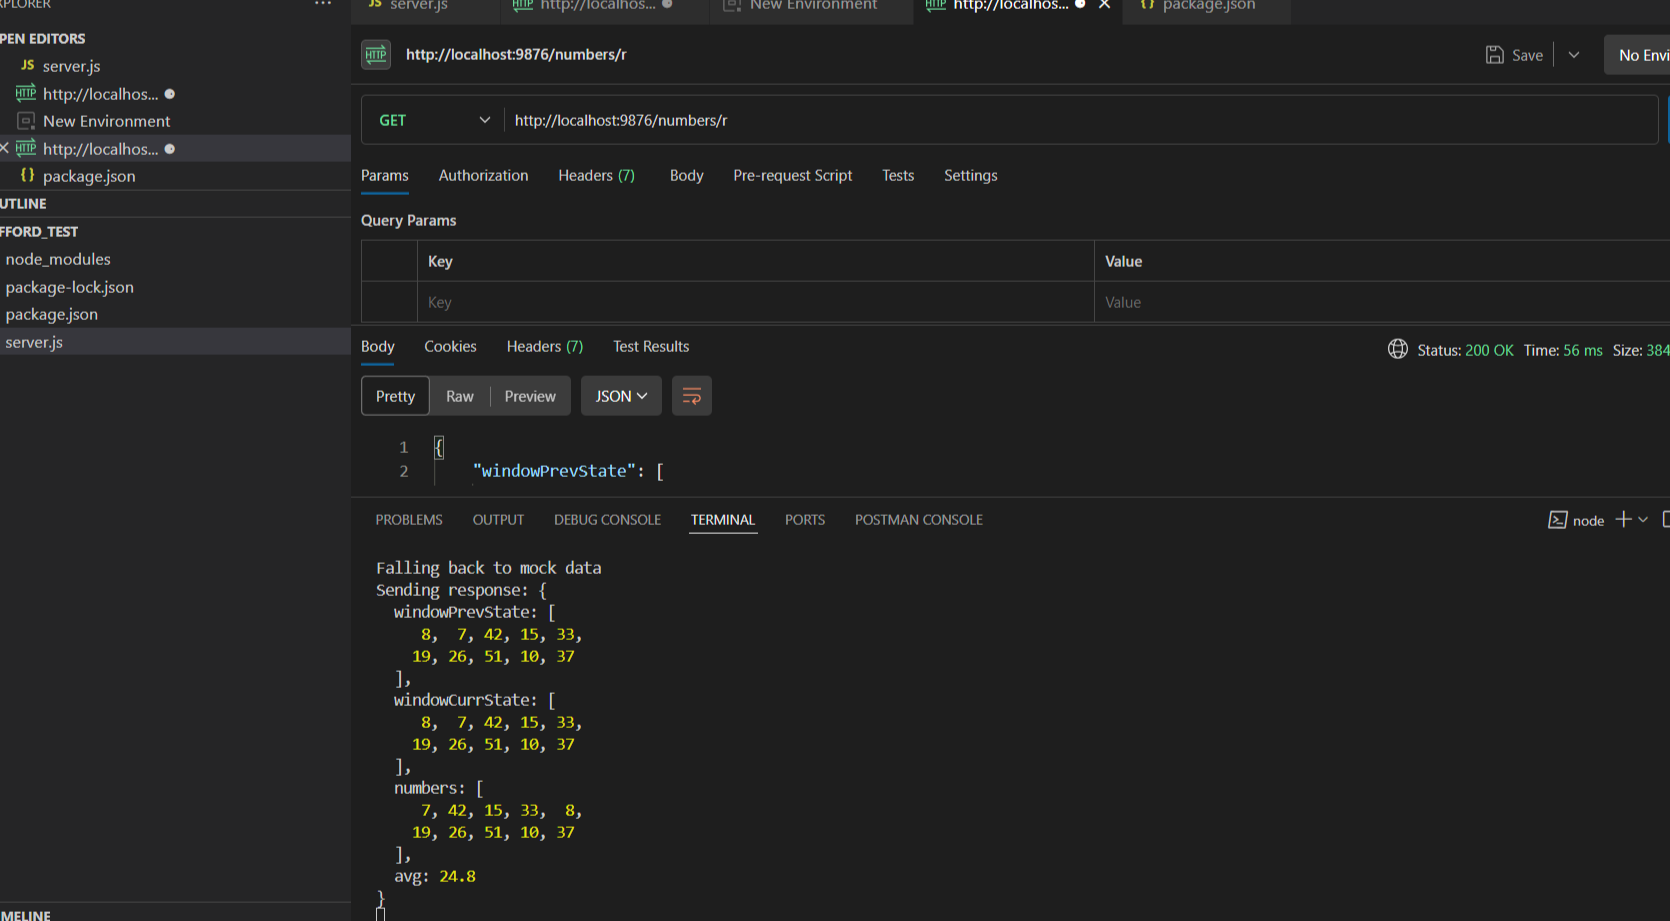 PLORER
server.js
http://localhos...
New Environment
http://localhos...
package.json
PEN EDITORS
JS server.js
HTTP http://localhos...
New Environment
HTTP http://localhos...
{} package.json
UTLINE
FFORD_TEST
node_modules
package-lock.json
package.json
server.js
MELINE
HTTP http://localhost:9876/numbers/r
Save
No Envi
GET http://localhost:9876/numbers/r
Params Authorization Headers (7) Body Pre-request Script Tests Settings
Query Params
Key Value
Key Value
Body Cookies Headers (7) Test Results
Status: 200 OK Time: 56 ms Size: 384
Pretty Raw Preview JSON
1 {
2 "windowPrevState": [
PROBLEMS OUTPUT DEBUG CONSOLE TERMINAL PORTS POSTMAN CONSOLE
node
Falling back to mock data
Sending response: {
windowPrevState: [
8, 7, 42, 15, 33,
19, 26, 51, 10, 37
],
windowCurrState: [
8, 7, 42, 15, 33,
19, 26, 51, 10, 37
],
numbers: [
7, 42, 15, 33, 8,
19, 26, 51, 10, 37
],
avg: 24.8
}